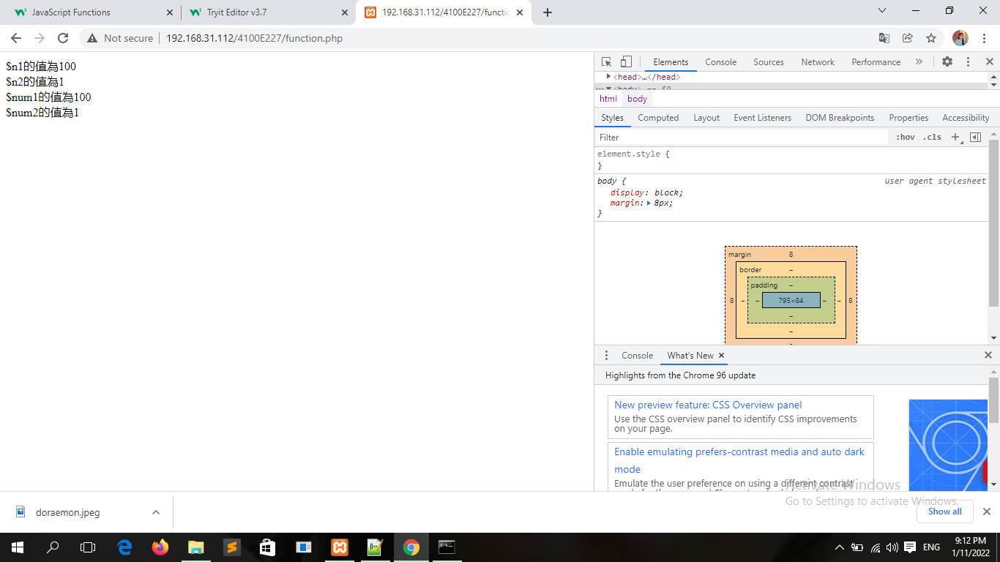 JavaScript Functions
Tryit Editor v3.7
192.168.31.112/4100E227/functio
Not secure
192.168.31.112/4100E227/function.php
$n1的值為100
$n2的值為1
$num1的值為100
$num2的值為1
Elements Console Sources Network Performance
<head>…</head>
<body> == $0
html body
Styles Computed Layout Event Listeners DOM Breakpoints Properties Accessibility
Filter
:hov .cls
element.style {
}
body { user agent stylesheet
display: block;
margin: 8px;
}
margin 8
border –
padding –
8 – – 795×84 – – 8
–
–
Console What's New
Highlights from the Chrome 96 update
New preview feature: CSS Overview panel
Use the CSS overview panel to identify CSS improvements
on your page.
Enable emulating prefers-contrast media and auto dark
mode
Emulate the user preference on using a different contrast
Activate Windows
Go to Settings to activate Windows.
doraemon.jpeg
Show all
ENG
9:12 PM
1/11/2022